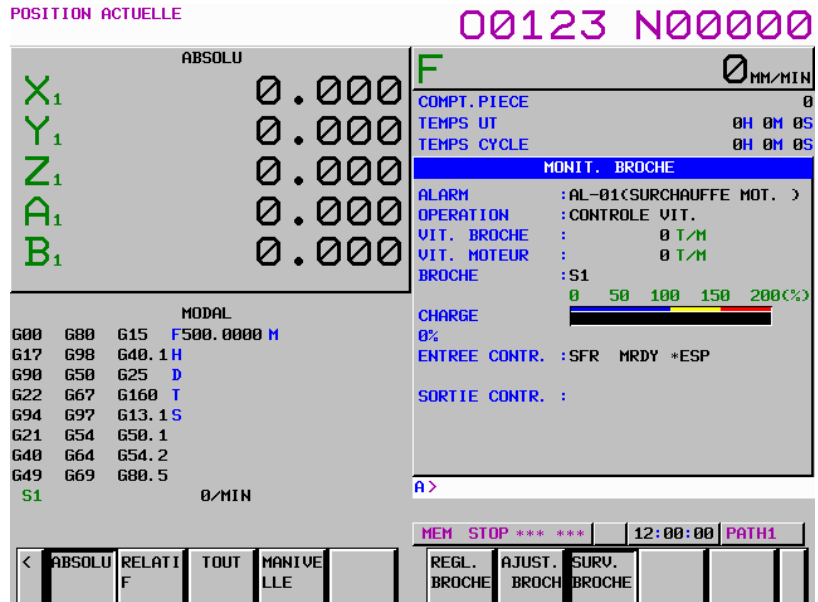 POSITION ACTUELLE
O0123 N00000
ABSOLU
X1 0.000
Y1 0.000
Z1 0.000
A1 0.000
B1 0.000
F 0 MM/MIN
COMPT.PIECE 0
TEMPS UT 0H 0M 0S
TEMPS CYCLE 0H 0M 0S
MONIT. BROCHE
ALARM :AL-01(SURCHAUFFE MOT. )
OPERATION :CONTROLE VIT.
VIT. BROCHE : 0 T/M
VIT. MOTEUR : 0 T/M
BROCHE :S1
0 50 100 150 200(%)
CHARGE
0%
ENTREE CONTR. :SFR MRDY *ESP
SORTIE CONTR. :
MODAL
G00 G80 G15 F500.0000 M
G17 G98 G40.1 H
G90 G50 G25 D
G22 G67 G160 T
G94 G97 G13.1 S
G21 G54 G50.1
G40 G64 G54.2
G49 G69 G80.5
S1 0/MIN
A>
MEM STOP *** *** 12:00:00 PATH1
< ABSOLU RELATI TOUT MANIVE REGL. AJUST. SURV.
F LLE BROCHE BROCH BROCHE